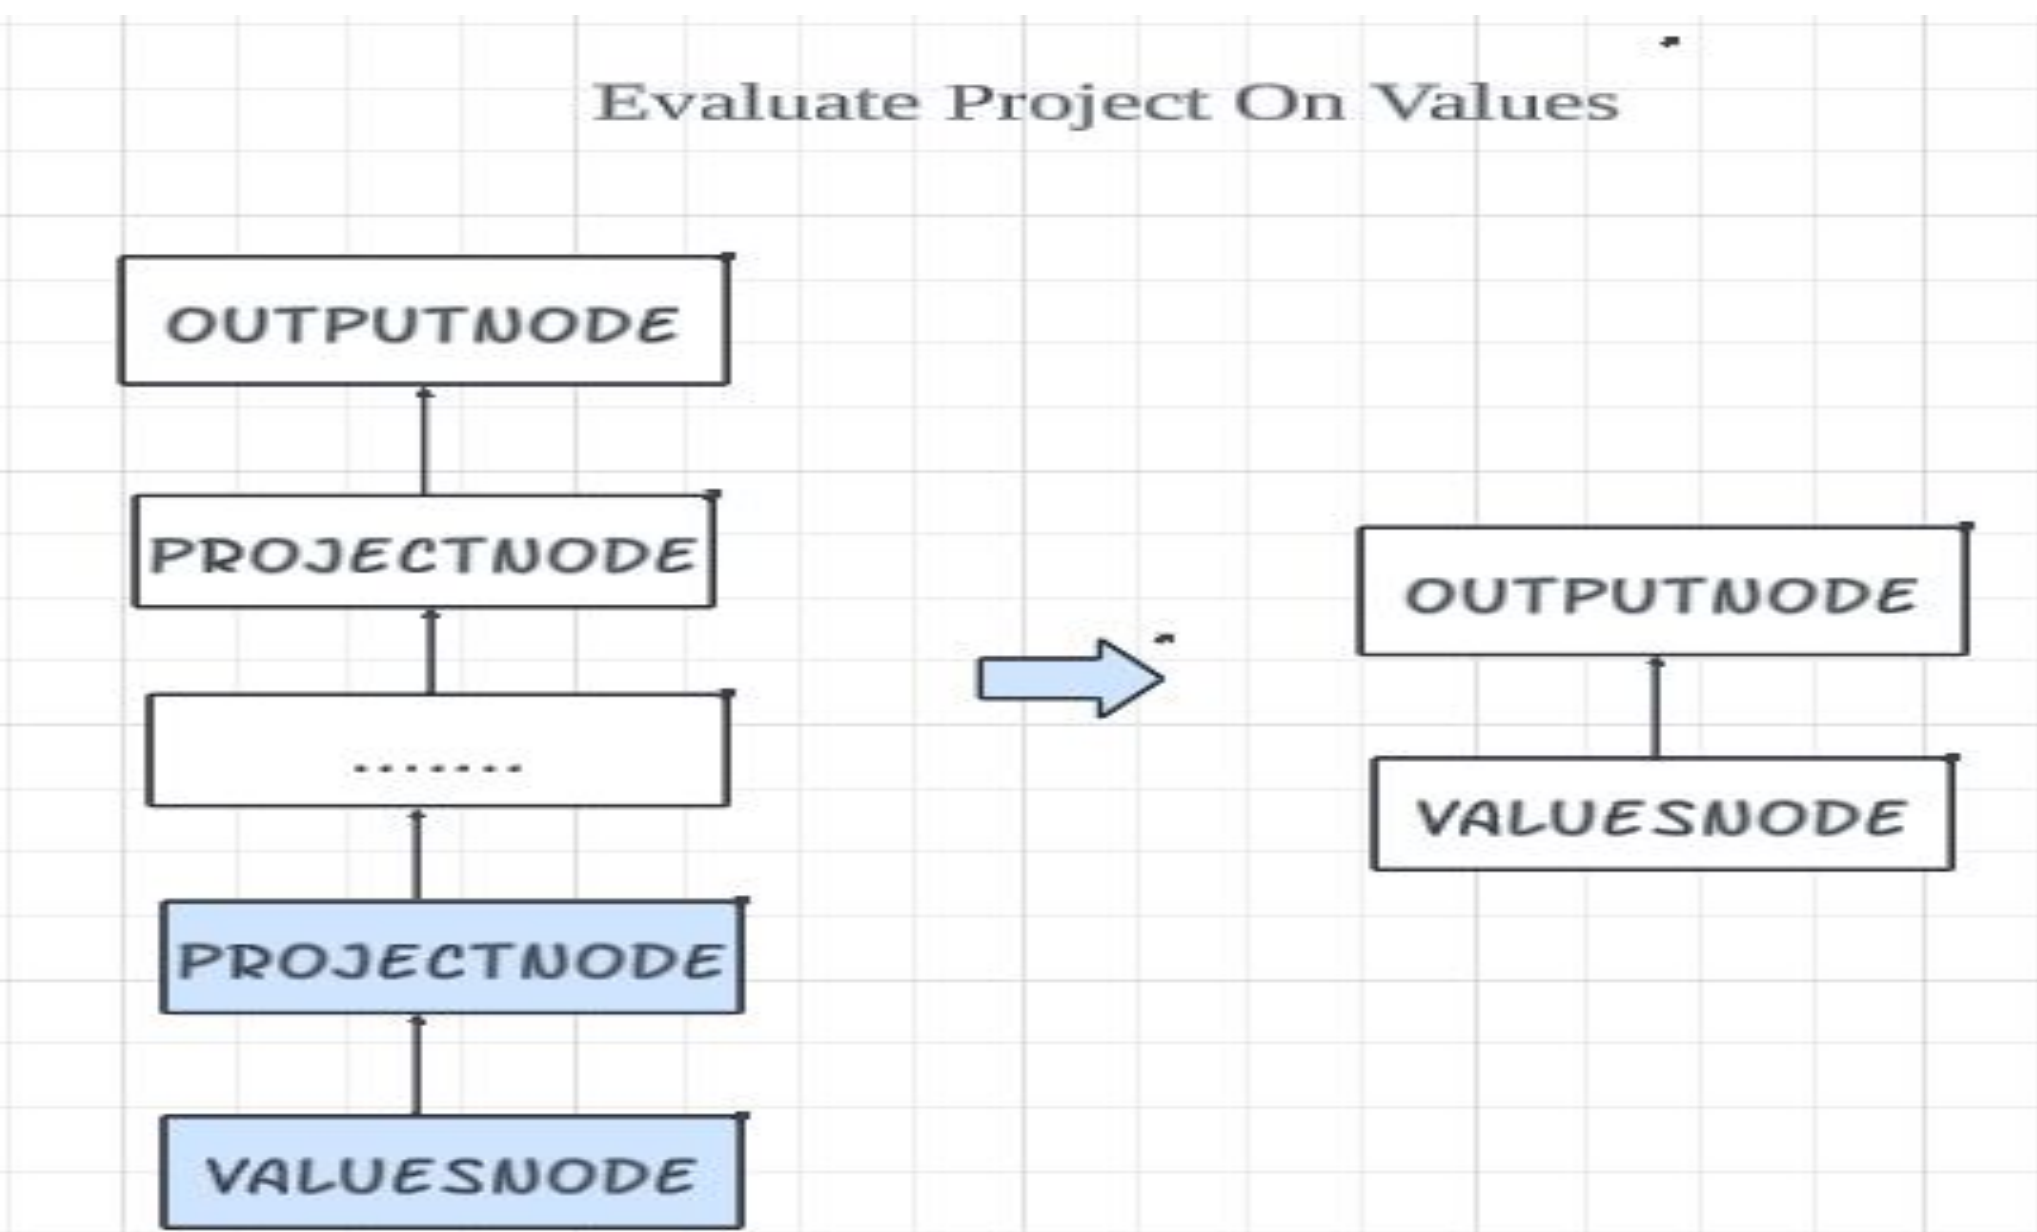 Evaluate Project On Values
OUTPUTNODE
PROJECTNODE
.......
PROJECTNODE
VALUESNODE
OUTPUTNODE
VALUESNODE